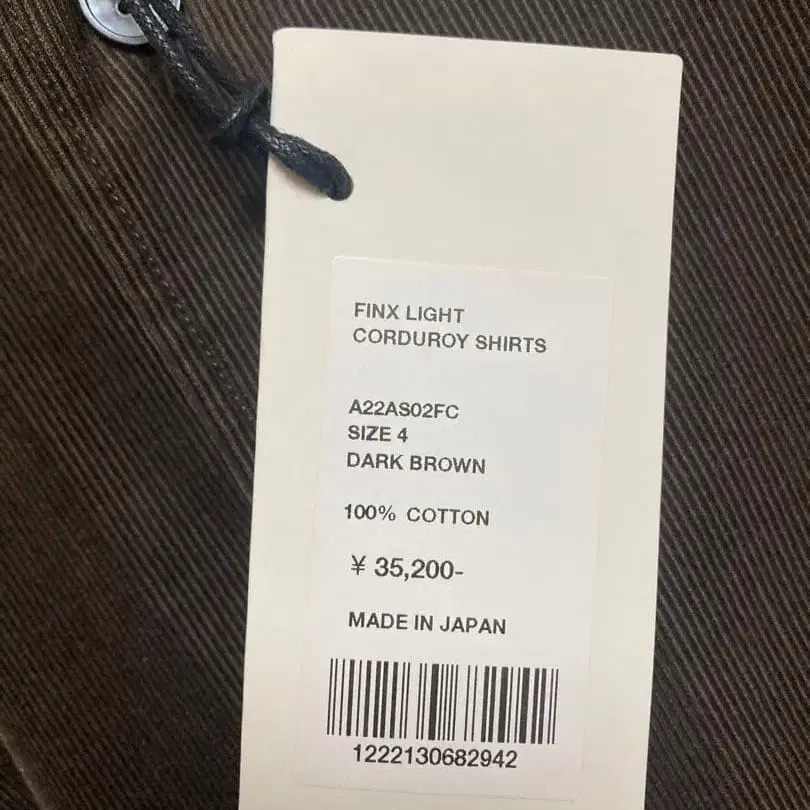 FINX LIGHT
CORDUROY SHIRTS
A22AS02FC
SIZE 4
DARK BROWN
100% COTTON
¥ 35,200-
MADE IN JAPAN
1222130682942